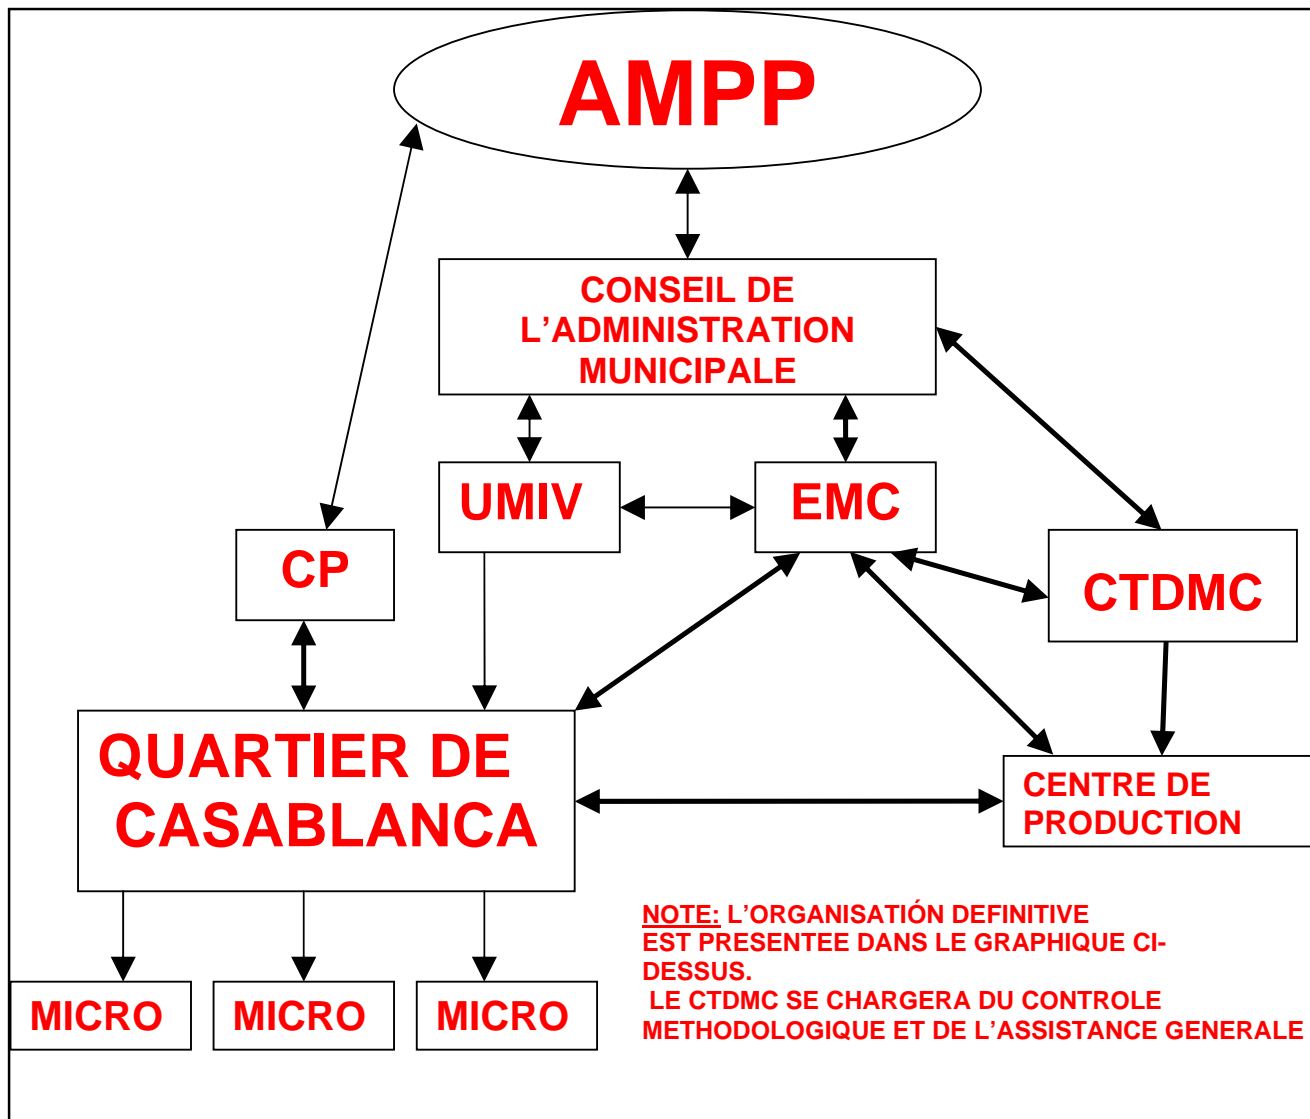 AMPP
CONSEIL DE
L’ADMINISTRATION
MUNICIPALE
UMIV
EMC
CP
CTDMC
QUARTIER DE
CASABLANCA
CENTRE DE
PRODUCTION
NOTE: L’ORGANISATIÓN DEFINITIVE
EST PRESENTEE DANS LE GRAPHIQUE CI-
DESSUS.
LE CTDMC SE CHARGERA DU CONTROLE
METHODOLOGIQUE ET DE L’ASSISTANCE GENERALE
MICRO
MICRO
MICRO